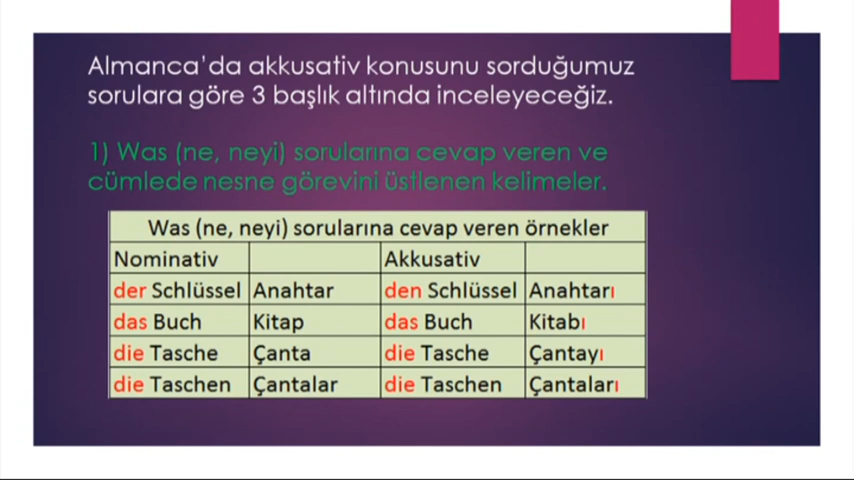 Almanca'da akkusativ konusunu sorduğumuz
sorulara göre 3 başlık altında inceleyeceğiz.
1) Was (ne, neyi) sorularına cevap veren ve
cümlede nesne görevini üstlenen kelimeler.
Was (ne, neyi) sorularına cevap veren örnekler
Nominativ Akkusativ
der Schlüssel Anahtar den Schlüssel Anahtarı
das Buch Kitap das Buch Kitabı
die Tasche Çanta die Tasche Çantayı
die Taschen Çantalar die Taschen Çantaları